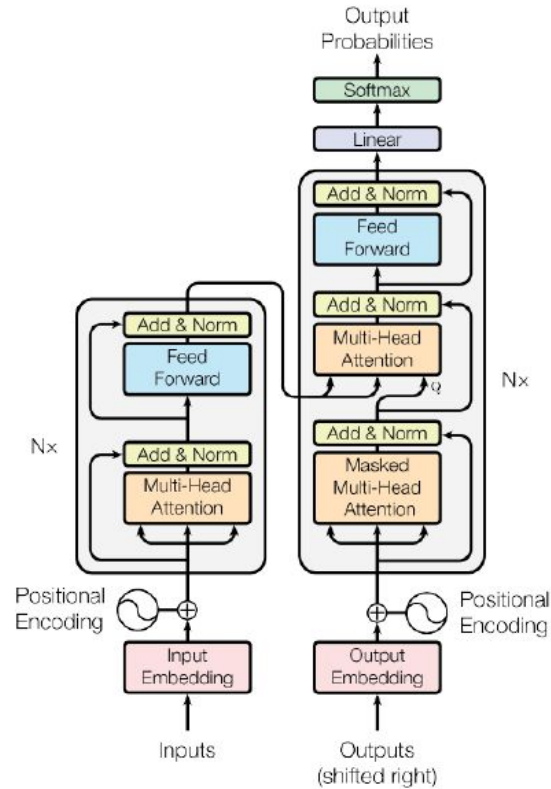 Output
Probabilities
Softmax
Linear
Add & Norm
Feed
Forward
Add & Norm
Multi-Head
Attention
Q
Nx
Add & Norm
Masked
Multi-Head
Attention
Positional
Encoding
Output
Embedding
Outputs
(shifted right)
Add & Norm
Feed
Forward
Nx
Add & Norm
Multi-Head
Attention
Positional
Encoding
Input
Embedding
Inputs